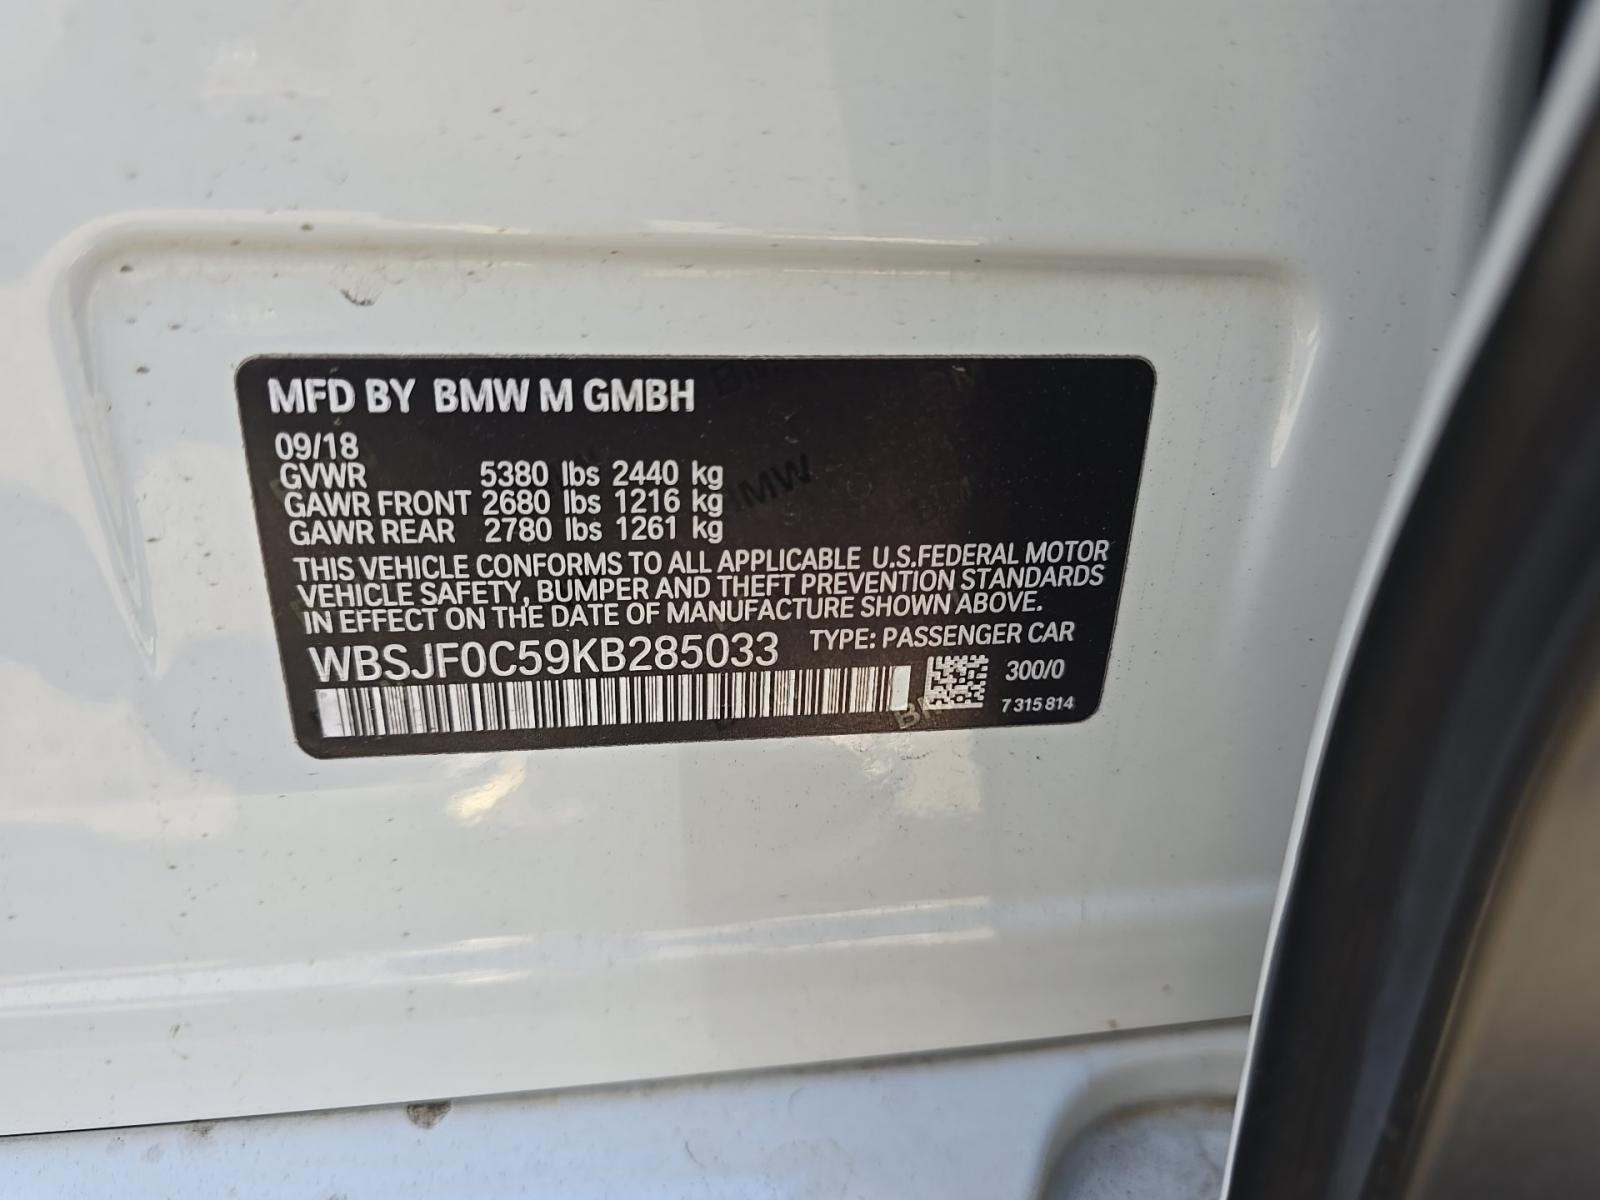 MFD BY BMW M GMBH
09/18
GVWR 5380 lbs 2440 kg
GAWR FRONT 2680 lbs 1216 kg
GAWR REAR 2780 lbs 1261 kg
THIS VEHICLE CONFORMS TO ALL APPLICABLE U.S.FEDERAL MOTOR
VEHICLE SAFETY, BUMPER AND THEFT PREVENTION STANDARDS
IN EFFECT ON THE DATE OF MANUFACTURE SHOWN ABOVE.
WBSJF0C59KB285033 TYPE: PASSENGER CAR
300/0
7 315 814
BMW